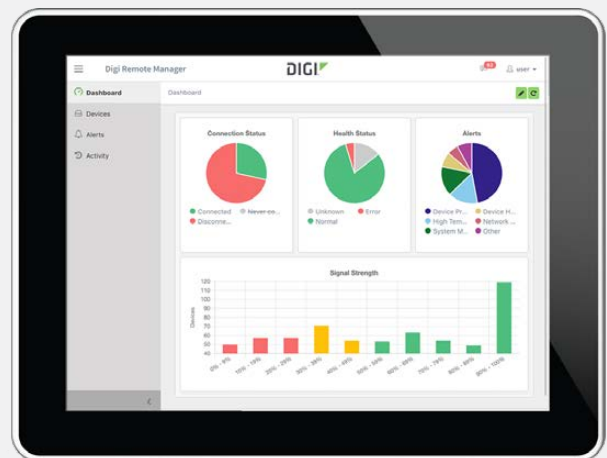 Digi Remote Manager
DIGI
user
Dashboard
Devices
Alerts
Activity
Dashboard
Connection Status
Connected
Never co...
Disconne...
Health Status
Unknown
Error
Normal
Alerts
Device Pr...
Device H...
High Tem...
Network ...
System M...
Other
Signal Strength
Devices
120
110
100
90
80
70
60
50
40
0% - 9%
10% - 19%
20% - 29%
30% - 39%
40% - 49%
50% - 59%
60% - 69%
70% - 79%
80% - 89%
90% - 100%